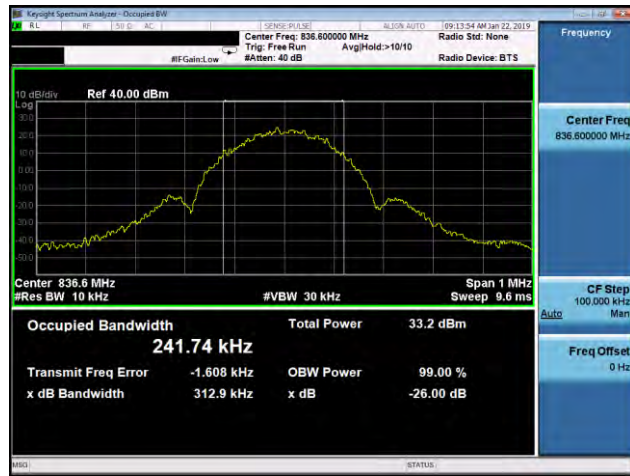 Keysight Spectrum Analyzer - Occupied BW
RL RF 50 Ω AC SENSE:PULSE ALIGN AUTO 09:13:54 AM Jan 22, 2019
Center Freq: 836.600000 MHz Radio Std: None Frequency
Trig: Free Run Avg|Hold:>10/10
#IFGain:Low #Atten: 40 dB Radio Device: BTS
10 dB/div Ref 40.00 dBm
Log
30.0
20.0
10.0
0.00
-10.0
-20.0
-30.0
-40.0
-50.0
Center Freq
836.600000 MHz
Center 836.6 MHz Span 1 MHz
#Res BW 10 kHz #VBW 30 kHz Sweep 9.6 ms
CF Step
100.000 kHz
Auto Man
Occupied Bandwidth Total Power 33.2 dBm
241.74 kHz
Transmit Freq Error -1.608 kHz OBW Power 99.00 %
x dB Bandwidth 312.9 kHz x dB -26.00 dB
Freq Offset
0 Hz
MSG STATUS